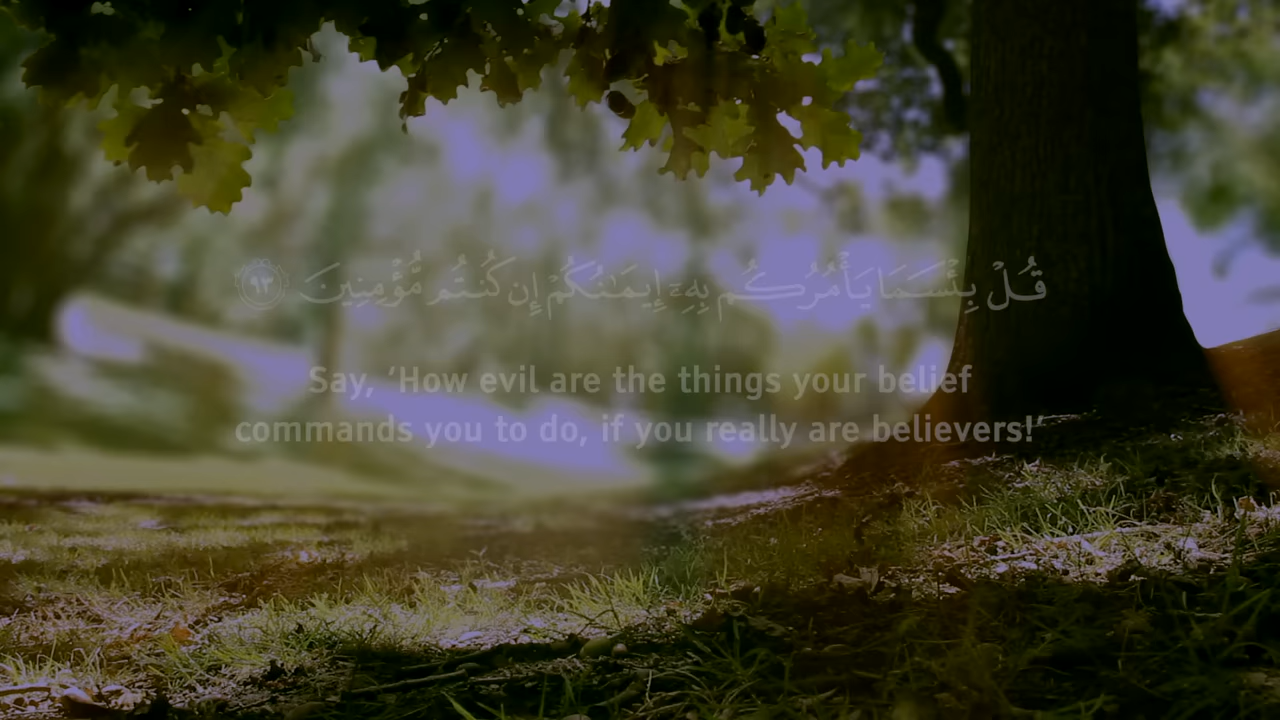 قُلْ بِئْسَمَا يَأْمُرُكُم بِهِۦٓ إِيمَـٰنُكُمْ إِن كُنتُم مُّؤْمِنِينَ ٩٣
Say, ‘How evil are the things your belief
commands you to do, if you really are believers!’